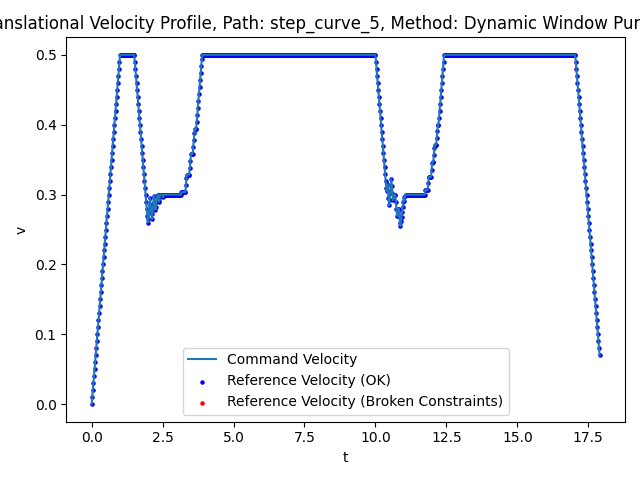 anslational Velocity Profile, Path: step_curve_5, Method: Dynamic Window Pur
0.5
0.4
0.3
0.2
0.1
0.0
v
Command Velocity
Reference Velocity (OK)
Reference Velocity (Broken Constraints)
0.0 2.5 5.0 7.5 10.0 12.5 15.0 17.5
t